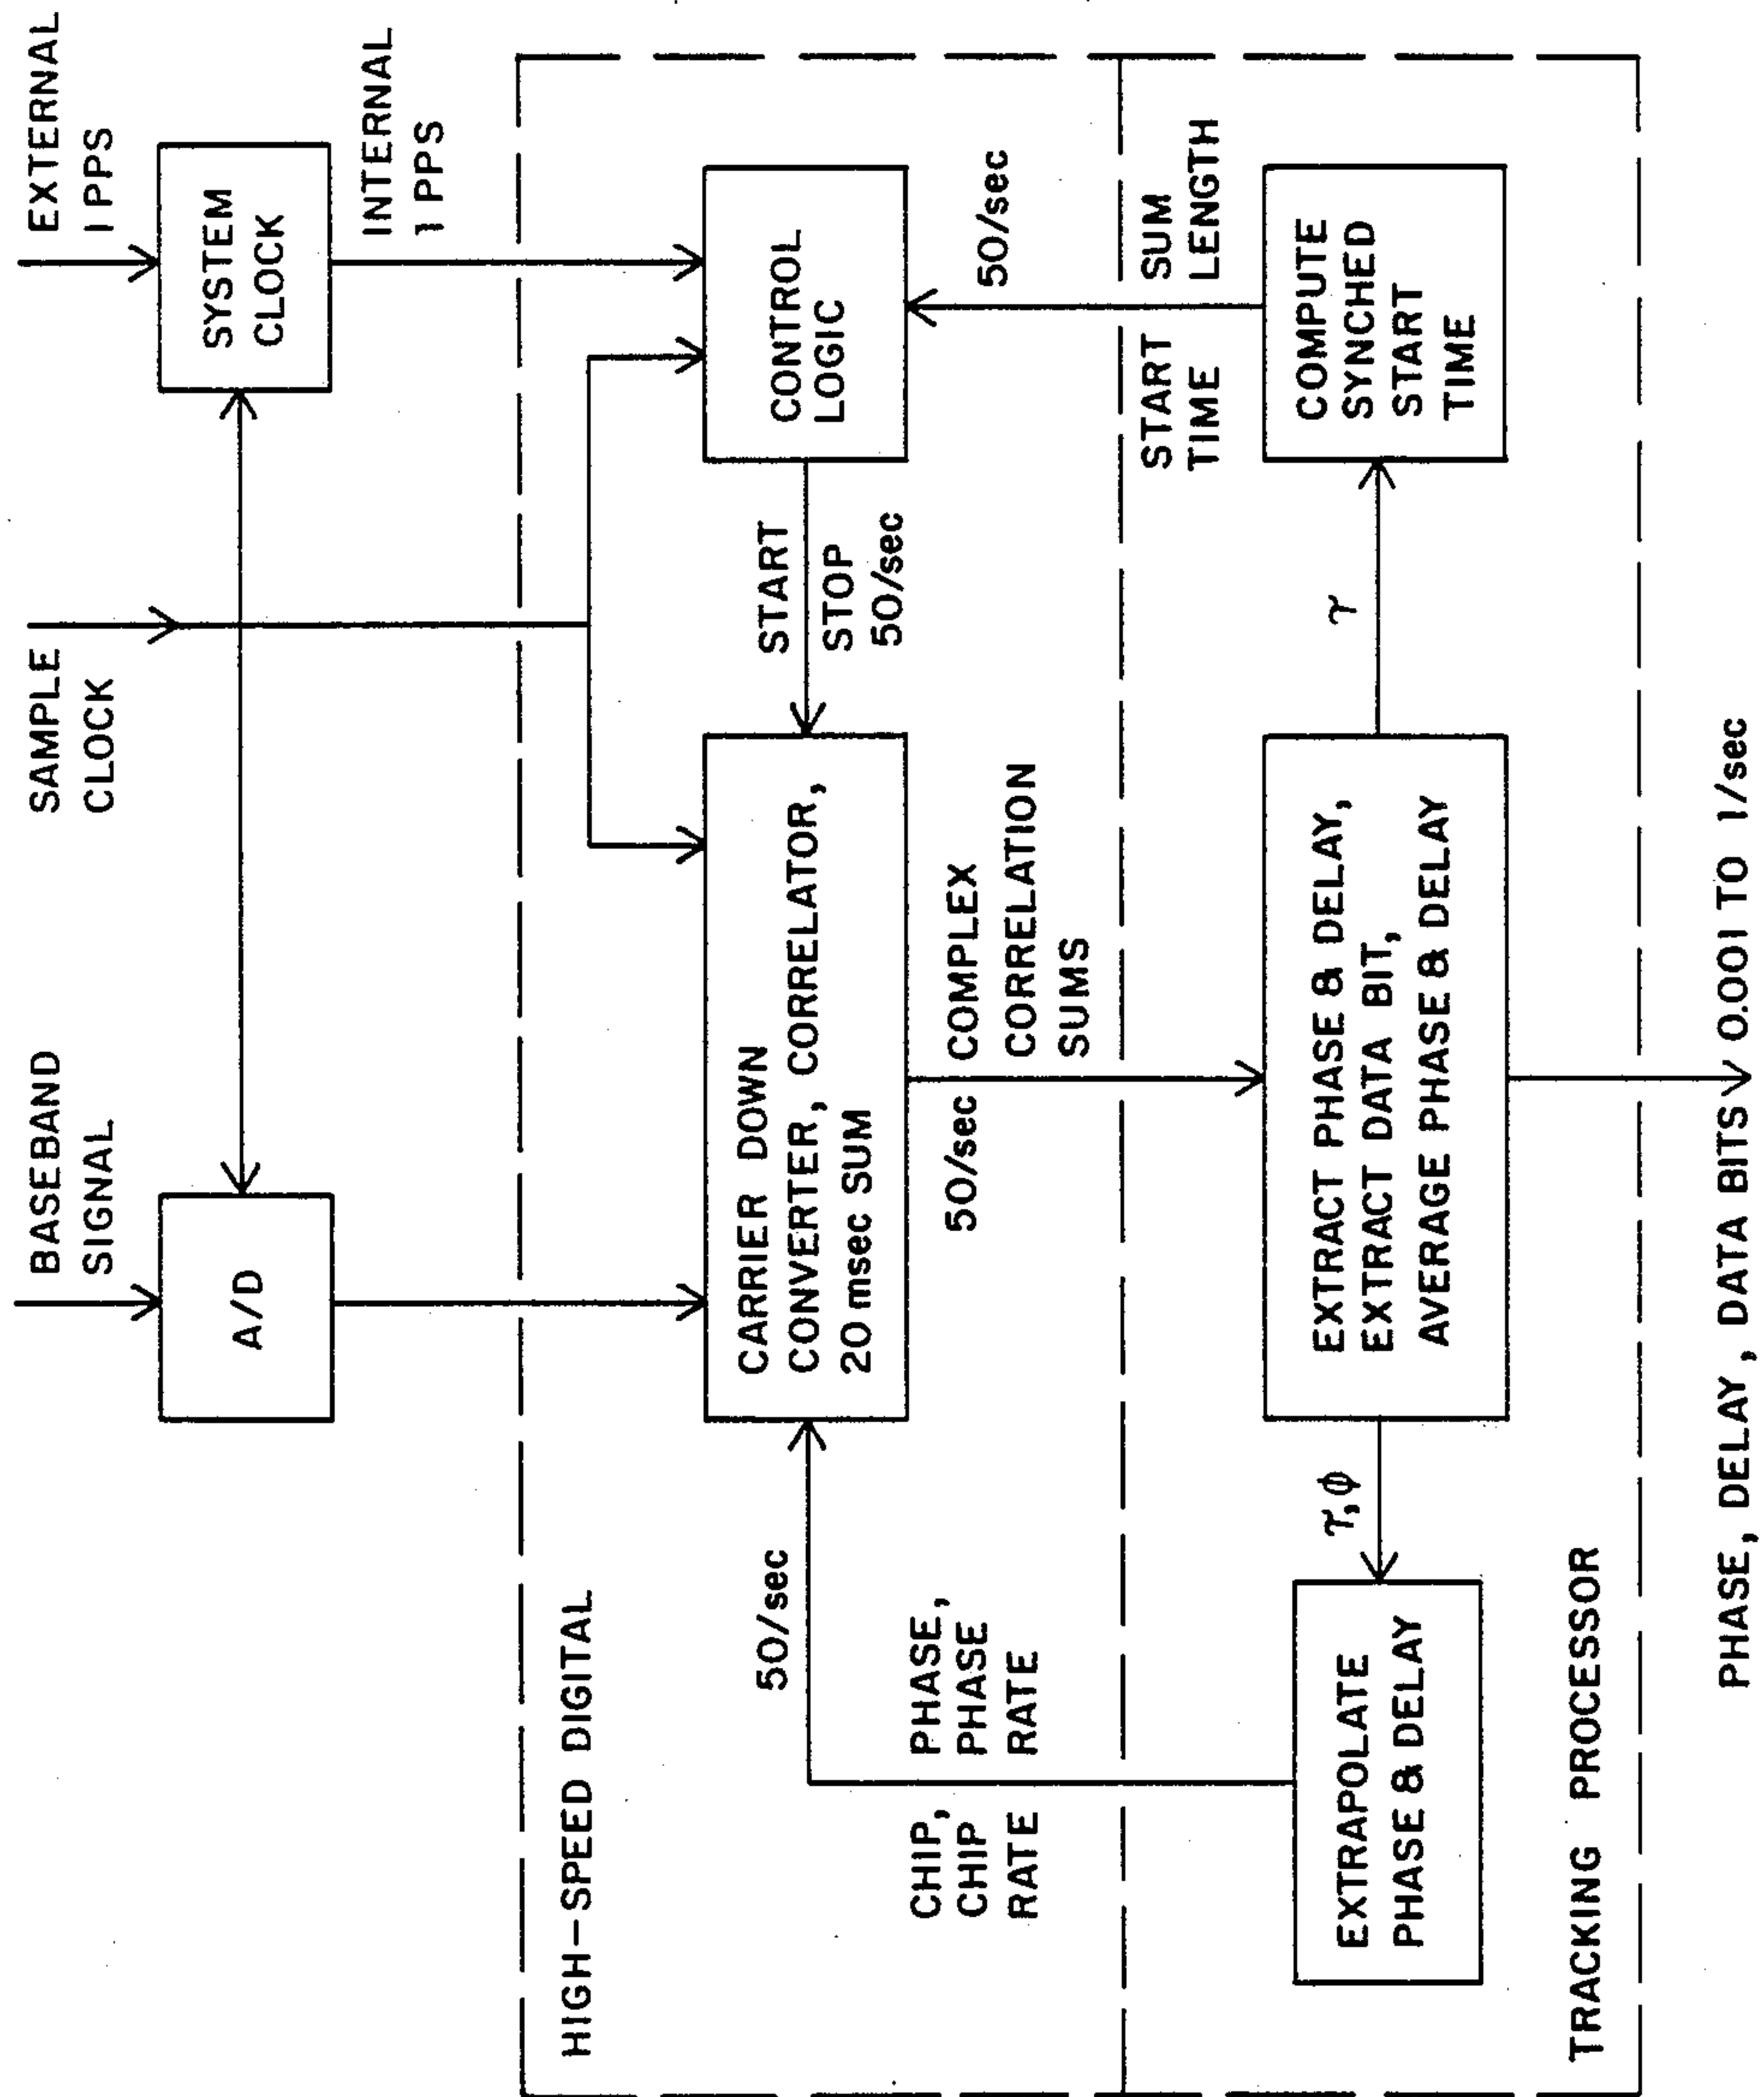 BASEBAND
SIGNAL
SAMPLE
CLOCK
EXTERNAL
1 PPS
A/D
SYSTEM
CLOCK
INTERNAL
1 PPS
HIGH-SPEED DIGITAL
50/sec
CARRIER DOWN
CONVERTER, CORRELATOR,
20 msec SUM
START
STOP
50/sec
CONTROL
LOGIC
CHIP,
CHIP
RATE
PHASE,
PHASE
RATE
50/sec
COMPLEX
CORRELATION
SUMS
50/sec
START
TIME
SUM
LENGTH
EXTRAPOLATE
PHASE & DELAY
τ, φ
EXTRACT PHASE & DELAY,
EXTRACT DATA BIT,
AVERAGE PHASE & DELAY
τ
COMPUTE
SYNCHED
START
TIME
TRACKING PROCESSOR
PHASE, DELAY, DATA BITS 0.001 TO 1/sec